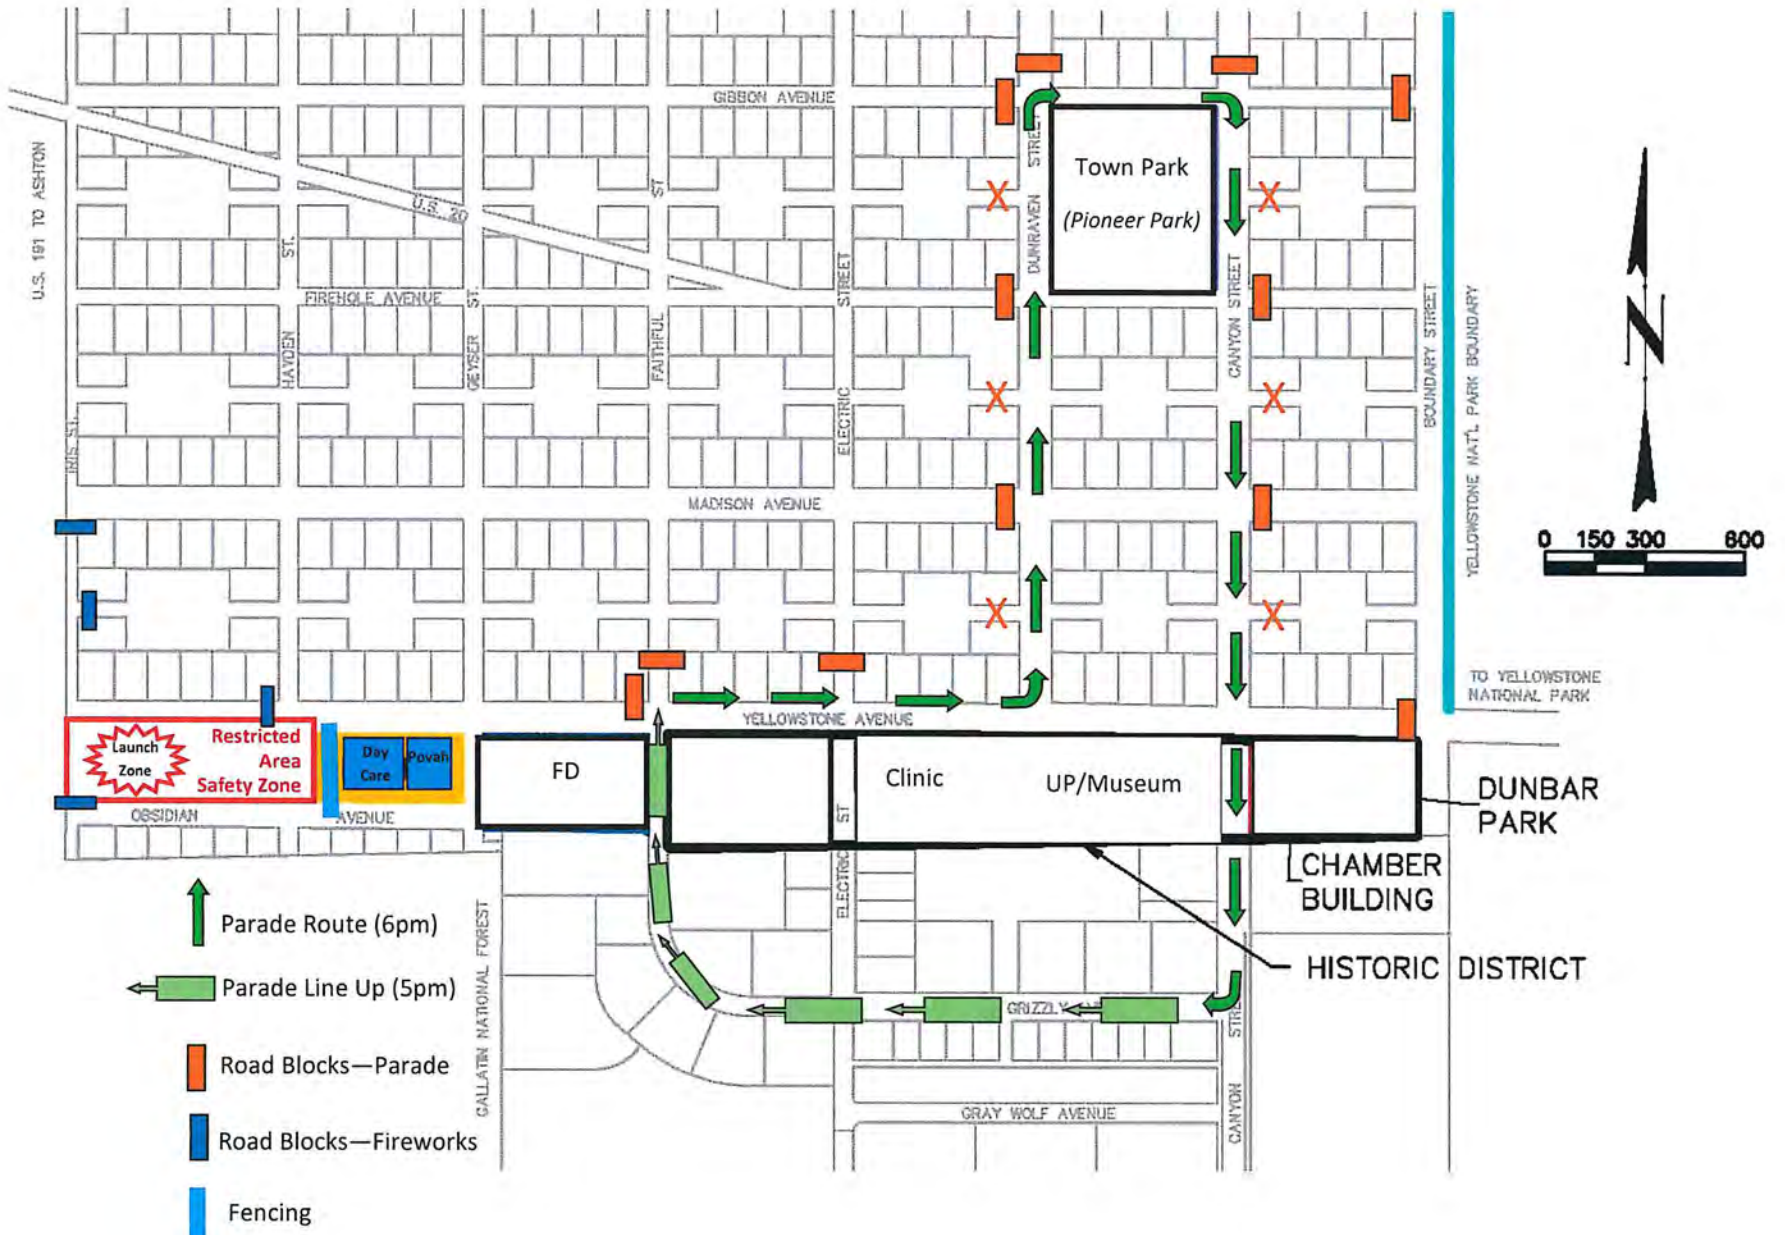 GIBBON AVENUE
U.S. 191 TO ASHTON
U.S. 20
ST
STREET
DUNRAVEN
Town Park
(Pioneer Park)
X
X
N
ST.
STREET
FIREHOLE AVENUE
ST.
CANYON STREET
BOUNDARY STREET
YELLOWSTONE NAT'L PARK BOUNDARY
HAYDEN
GEYSER
FAITHFUL
ELECTRIC
X
X
IRIS ST.
MADISON AVENUE
0 150 300 600
X
X
TO YELLOWSTONE
NATIONAL PARK
YELLOWSTONE AVENUE
Launch
Zone
Restricted
Area
Safety Zone
Day
Care
Povah
FD
Clinic
UP/Museum
DUNBAR
PARK
OBSIDIAN
AVENUE
ELECTRIC ST
CHAMBER
BUILDING
HISTORIC DISTRICT
Parade Route (6pm)
Parade Line Up (5pm)
GALLATIN NATIONAL FOREST
GRIZZLY
CANYON
GRAY WOLF AVENUE
Road Blocks—Parade
Road Blocks—Fireworks
Fencing